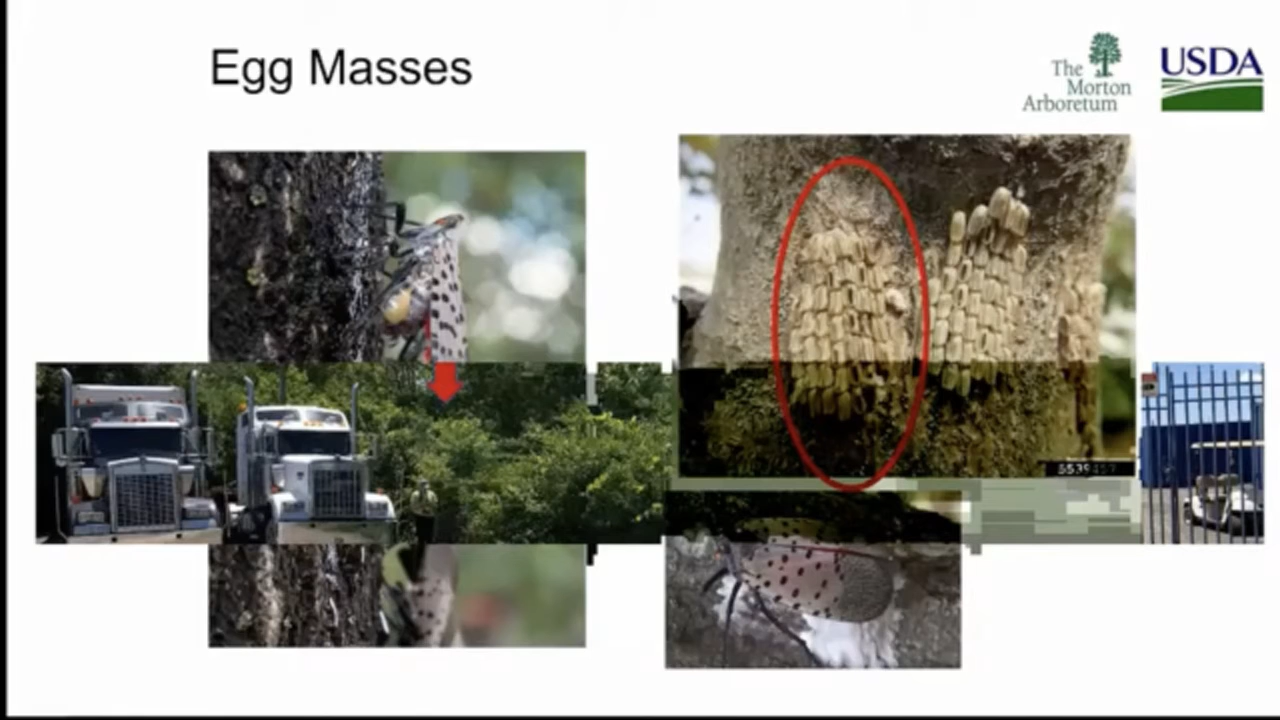 Egg Masses
The
Morton
Arboretum
USDA